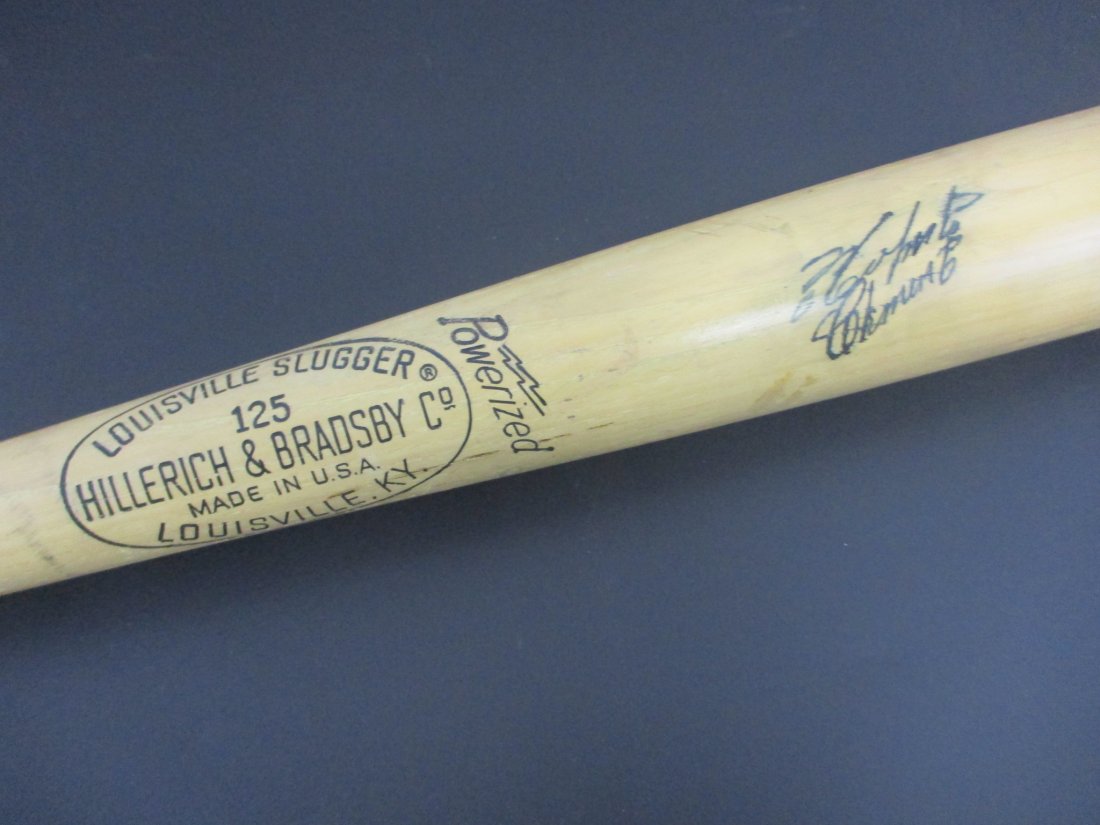 LOUISVILLE SLUGGER®
125
HILLERICH & BRADSBY Co.
MADE IN U.S.A.
LOUISVILLE, KY.
Powerized